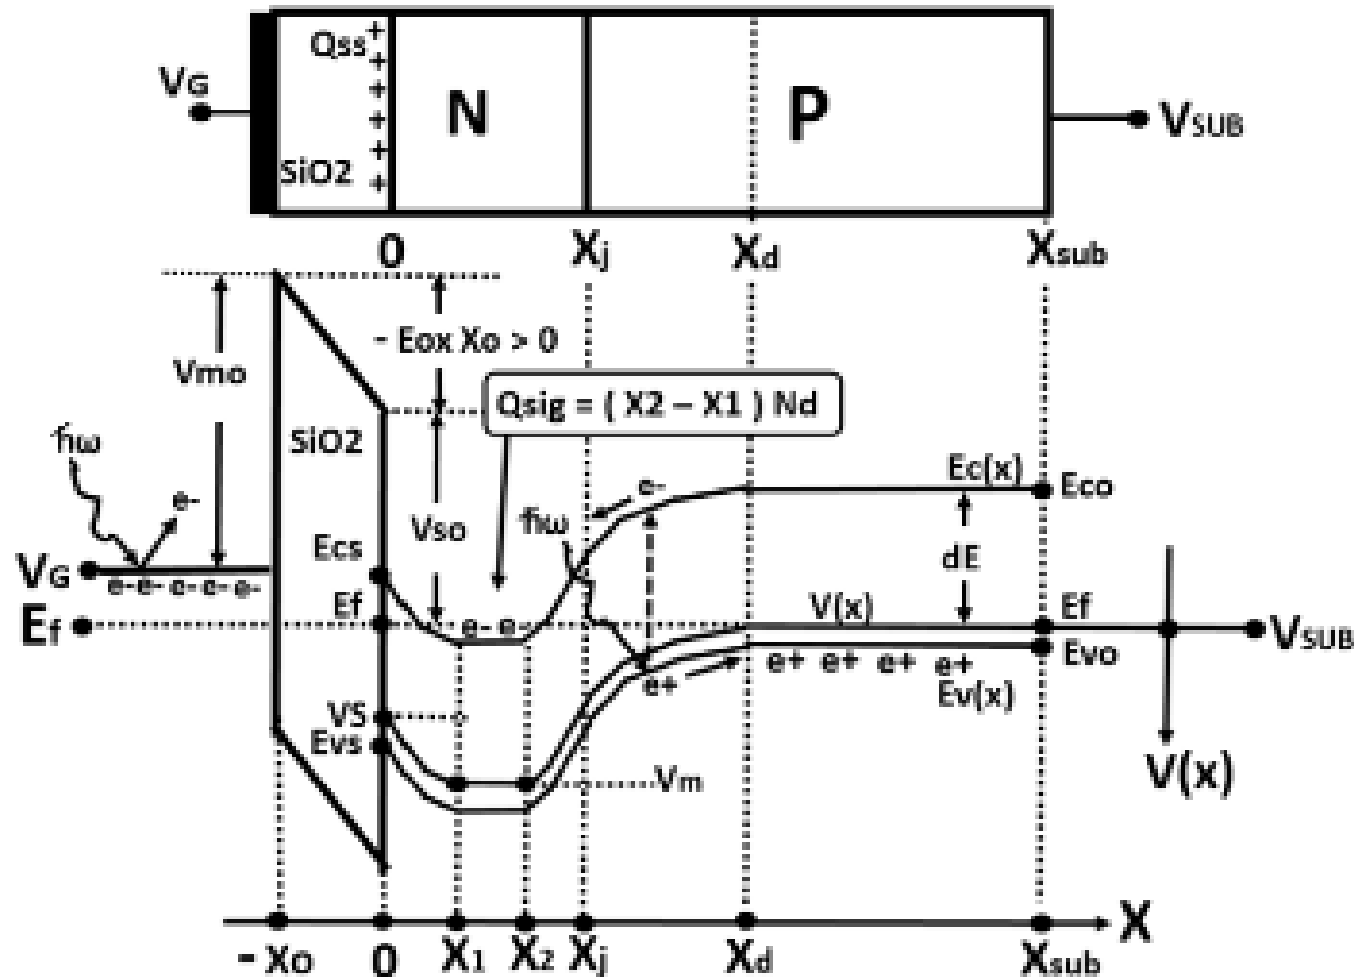 Qss
+ + + + + +
VG
N
P
VSUB
SiO2
0
Xj
Xd
Xsub
Vmo
- Eox Xo > 0
Qsig = ( X2 – X1 ) Nd
ħω
SiO2
e-
e-
Ec(x)
Eco
Vso
ħω
Ecs
dE
VG
e- e- e- e- e-
Ef
V(x)
Ef
Ef
e- e-
VSUB
e+
e+ e+ e+ e+
Evo
Ev(x)
VS
Evs
Vm
V(x)
X
- Xo
0
X1
X2
Xj
Xd
Xsub